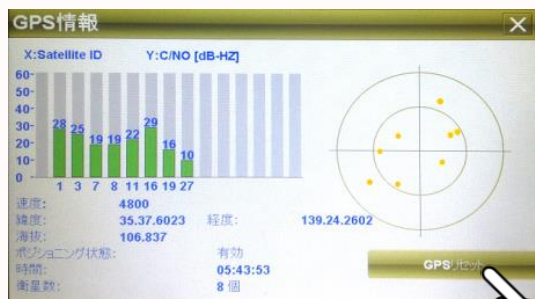 GPS情報
X:Satellite ID Y:C/NO [dB-HZ]
60
50
40
30
20
10
0
28 25 19 19 22 29 16 10
1 3 7 8 11 16 19 27
速度: 4800
緯度: 35.37.6023 経度: 139.24.2602
海抜: 106.837
ポジショニング状態: 有効
時間: 05:43:53
衛星数: 8 個
GPSリセット